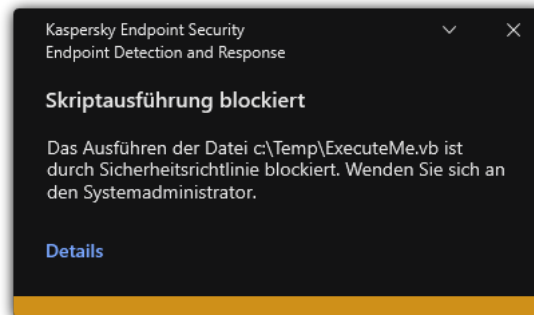 Kaspersky Endpoint Security
Endpoint Detection and Response
Skriptausführung blockiert
Das Ausführen der Datei c:\Temp\ExecuteMe.vb ist
durch Sicherheitsrichtlinie blockiert. Wenden Sie sich an
den Systemadministrator.
Details